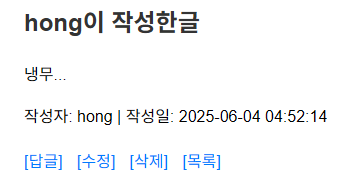 hong이 작성한글
냉무...
작성자: hong | 작성일: 2025-06-04 04:52:14
[답글] [수정] [삭제] [목록]